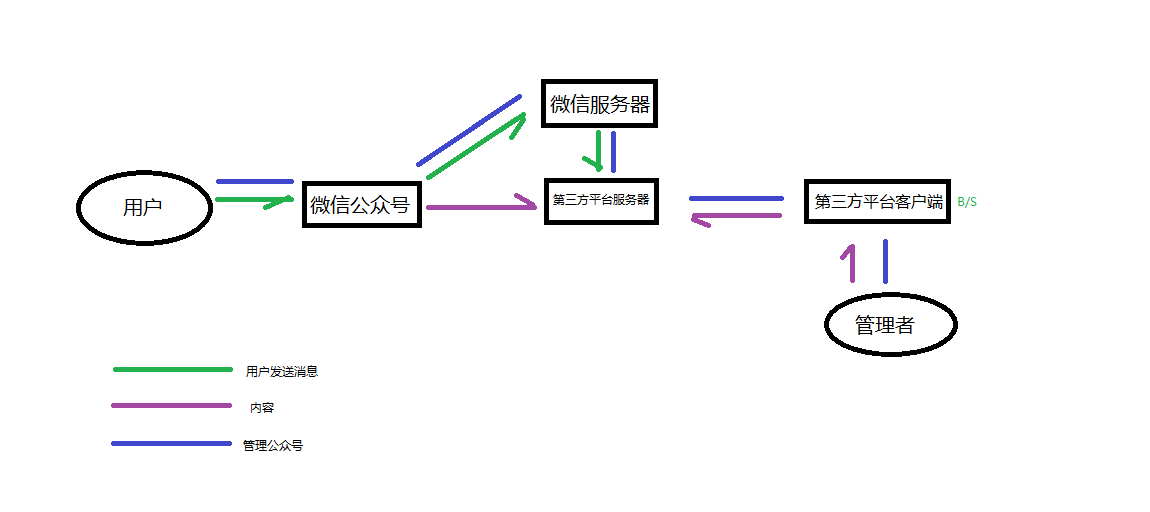 微信服务器
用户
微信公众号
第三方平台服务器
第三方平台客户端
B/S
管理者
用户发送消息
内容
管理公众号